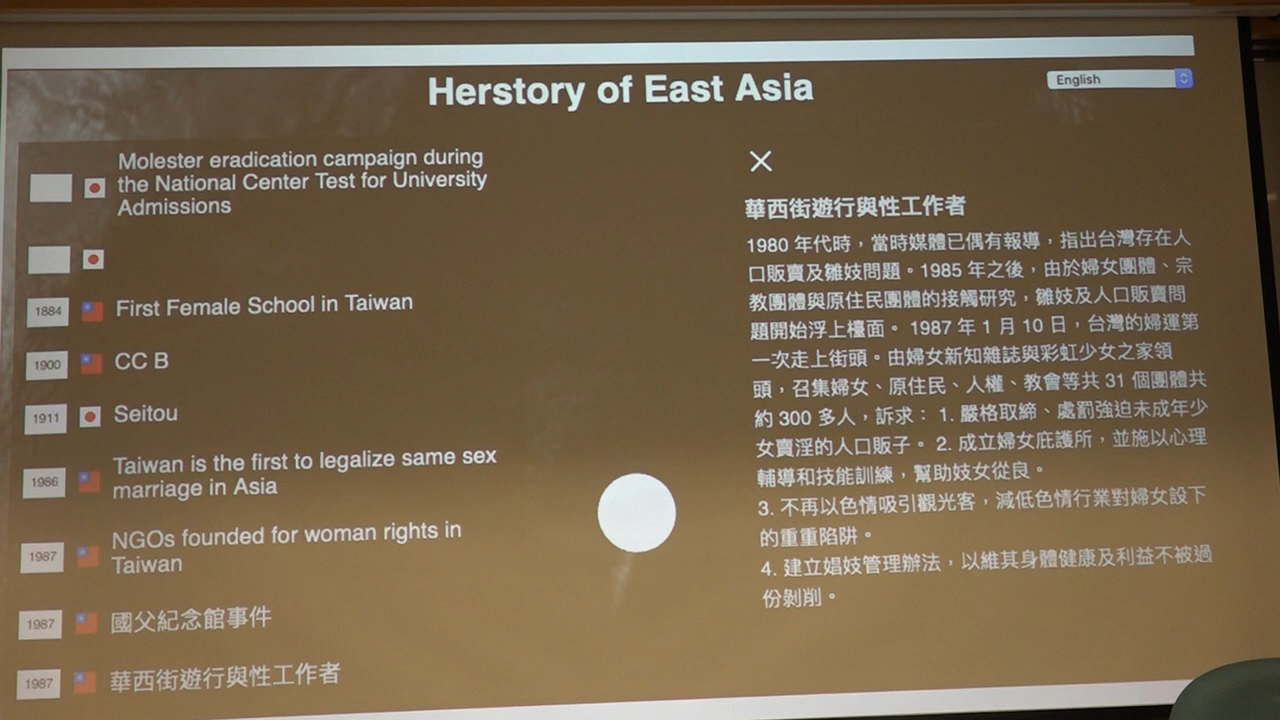 Herstory of East Asia
English
Molester eradication campaign during
the National Center Test for University
Admissions
1884 First Female School in Taiwan
1900 CC B
1911 Seitou
1986 Taiwan is the first to legalize same sex
marriage in Asia
1987 NGOs founded for woman rights in
Taiwan
1987 國父紀念館事件
1987 華西街遊行與性工作者
華西街遊行與性工作者
1980 年代時，當時媒體已偶有報導，指出台灣存在人
口販賣及雛妓問題。1985 年之後，由於婦女團體、宗
教團體與原住民團體的接觸研究，雛妓及人口販賣問
題開始浮上檯面。 1987 年 1 月 10 日，台灣的婦運第
一次走上街頭。由婦女新知雜誌與彩虹少女之家領
頭，召集婦女、原住民、人權、教會等共 31 個團體共
約 300 多人，訴求： 1. 嚴格取締、處罰強迫未成年少
女賣淫的人口販子。 2. 成立婦女庇護所，並施以心理
輔導和技能訓練，幫助妓女從良。
3. 不再以色情吸引觀光客，減低色情行業對婦女設下
的重重陷阱。
4. 建立娼妓管理辦法，以維其身體健康及利益不被過
份剝削。